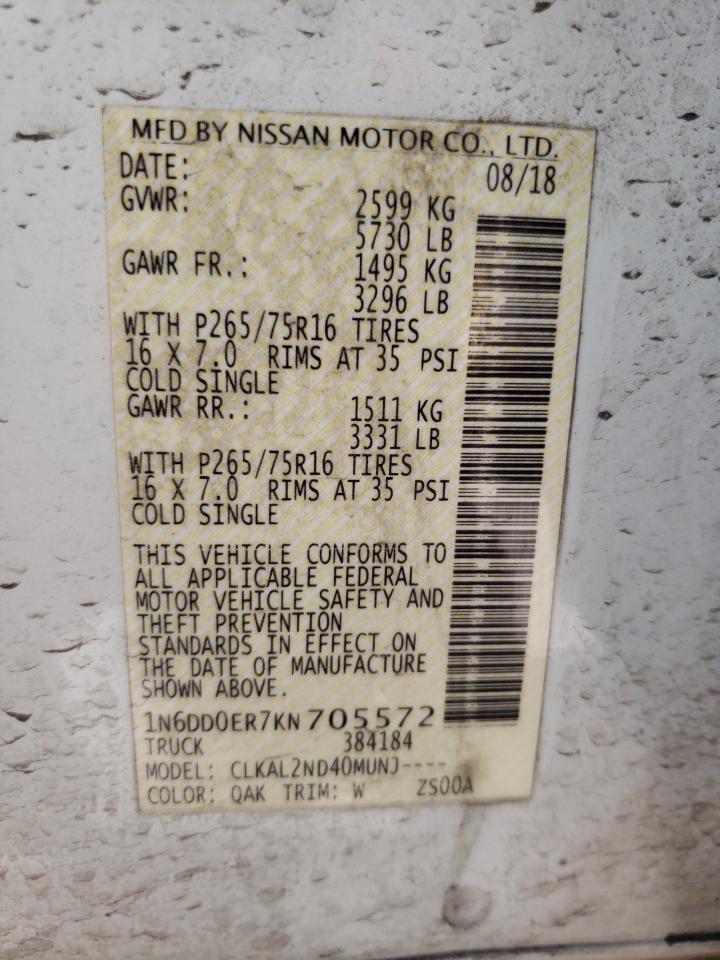 MFD BY NISSAN MOTOR CO., LTD.
DATE: 08/18
GVWR: 2599 KG
5730 LB
GAWR FR.: 1495 KG
3296 LB
WITH P265/75R16 TIRES
16 X 7.0 RIMS AT 35 PSI
COLD SINGLE
GAWR RR.: 1511 KG
3331 LB
WITH P265/75R16 TIRES
16 X 7.0 RIMS AT 35 PSI
COLD SINGLE
THIS VEHICLE CONFORMS TO
ALL APPLICABLE FEDERAL
MOTOR VEHICLE SAFETY AND
THEFT PREVENTION
STANDARDS IN EFFECT ON
THE DATE OF MANUFACTURE
SHOWN ABOVE.
1N6DD0ER7KN705572
TRUCK 384184
MODEL: CLKAL2ND40MUNJ----
COLOR: QAK TRIM: W ZS00A